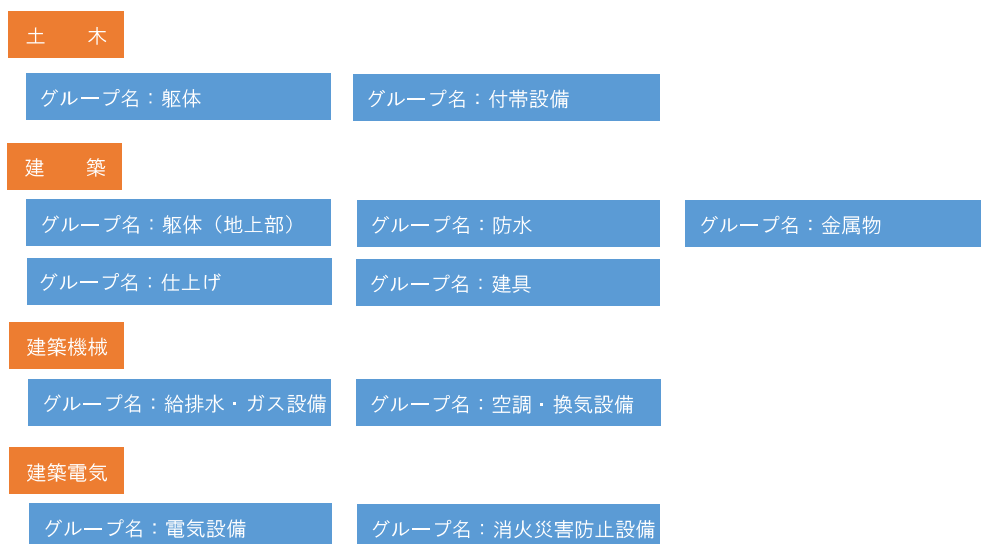 土　　木
グループ名：躯体
グループ名：付帯設備
建　　築
グループ名：躯体（地上部）
グループ名：防水
グループ名：金属物
グループ名：仕上げ
グループ名：建具
建築機械
グループ名：給排水・ガス設備
グループ名：空調・換気設備
建築電気
グループ名：電気設備
グループ名：消火災害防止設備